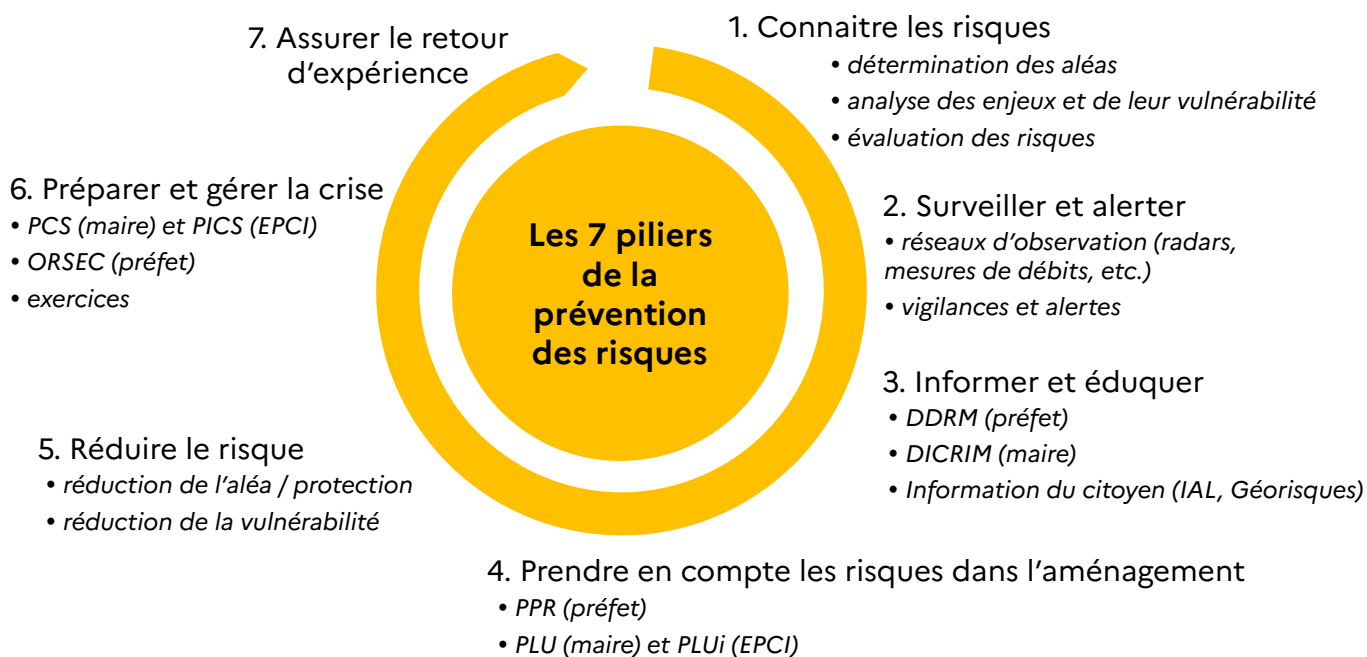 Les 7 piliers
de la
prévention
des risques
1. Connaitre les risques
• détermination des aléas
• analyse des enjeux et de leur vulnérabilité
• évaluation des risques
2. Surveiller et alerter
• réseaux d’observation (radars,
mesures de débits, etc.)
• vigilances et alertes
3. Informer et éduquer
• DDRM (préfet)
• DICRIM (maire)
• Information du citoyen (IAL, Géorisques)
4. Prendre en compte les risques dans l’aménagement
• PPR (préfet)
• PLU (maire) et PLUi (EPCI)
5. Réduire le risque
• réduction de l’aléa / protection
• réduction de la vulnérabilité
6. Préparer et gérer la crise
• PCS (maire) et PICS (EPCI)
• ORSEC (préfet)
• exercices
7. Assurer le retour
d’expérience